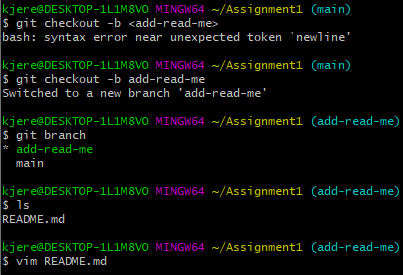 kjere@DESKTOP-1L1M8VO MINGW64 ~/Assignment1 (main)
$ git checkout -b <add-read-me>
bash: syntax error near unexpected token `newline'
kjere@DESKTOP-1L1M8VO MINGW64 ~/Assignment1 (main)
$ git checkout -b add-read-me
Switched to a new branch 'add-read-me'
kjere@DESKTOP-1L1M8VO MINGW64 ~/Assignment1 (add-read-me)
$ git branch
* add-read-me
  main
kjere@DESKTOP-1L1M8VO MINGW64 ~/Assignment1 (add-read-me)
$ ls
README.md
kjere@DESKTOP-1L1M8VO MINGW64 ~/Assignment1 (add-read-me)
$ vim README.md